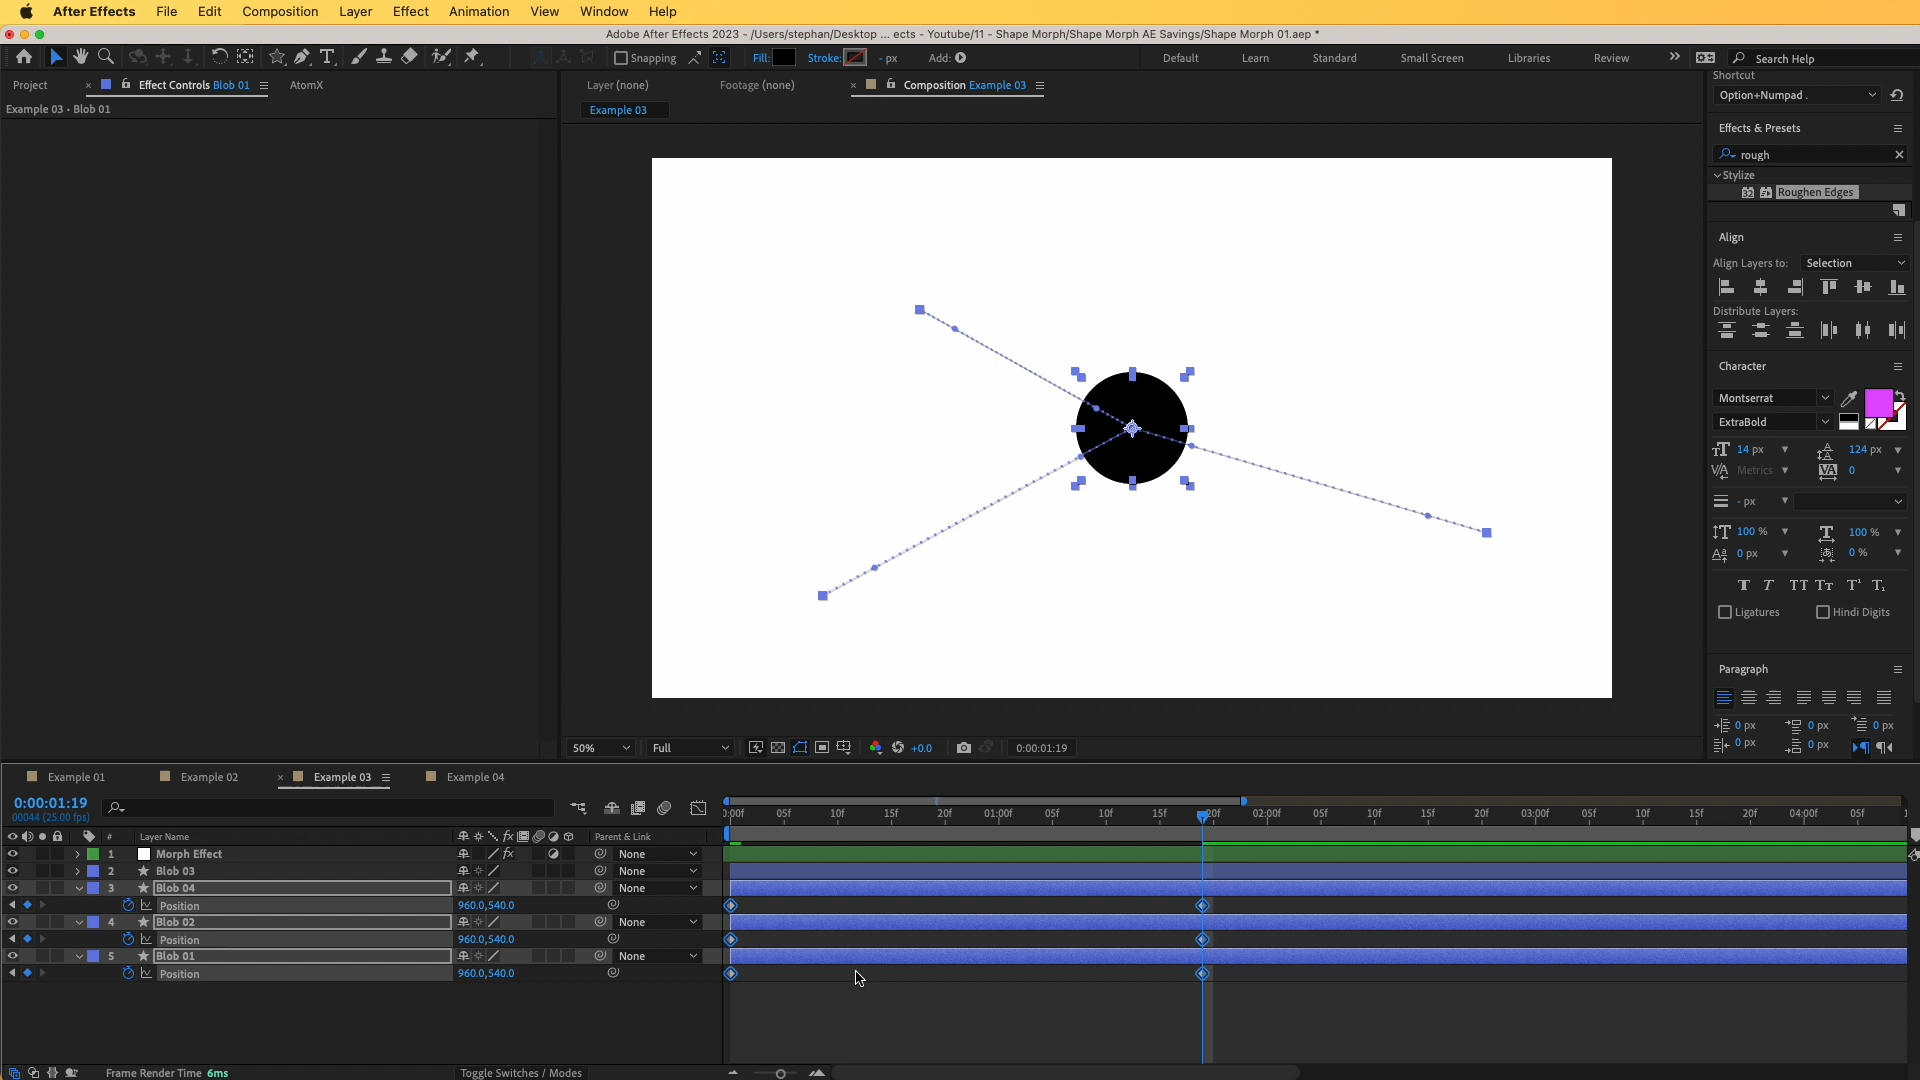 After Effects File Edit Composition Layer Effect Animation View Window Help
Adobe After Effects 2023 - /Users/stephan/Desktop ... ects - Youtube/11 - Shape Morph/Shape Morph AE Savings/Shape Morph 01.aep *
Snapping Fill: Stroke: - px Add: Default Learn Standard Small Screen Libraries Review Search Help
Project Effect Controls Blob 01 AtomX Layer (none) Footage (none) Composition Example 03
Example 03 • Blob 01
Example 03
Shortcut
Option+Numpad .
Effects & Presets
rough
Stylize
32 Roughen Edges
Align
Align Layers to: Selection
Distribute Layers:
Character
Montserrat
ExtraBold
14 px 124 px
Metrics 0
- px
100 % 100 %
0 px 0 %
T T TT Tт T¹ T₁
Ligatures Hindi Digits
Paragraph
0 px 0 px 0 px
0 px 0 px
50% Full +0.0 0:00:01:19
Example 01 Example 02 Example 03 Example 04
0:00:01:19
00044 (25.00 fps)
:00f 05f 10f 15f 20f 01:00f 05f 10f 15f 20f 02:00f 05f 10f 15f 20f 03:00f 05f 10f 15f 20f 04:00f 05f 1
# Layer Name fx Parent & Link
1 Morph Effect fx None
2 Blob 03 None
3 Blob 04 None
Position 960.0,540.0
4 Blob 02 None
Position 960.0,540.0
5 Blob 01 None
Position 960.0,540.0
Frame Render Time 6ms Toggle Switches / Modes